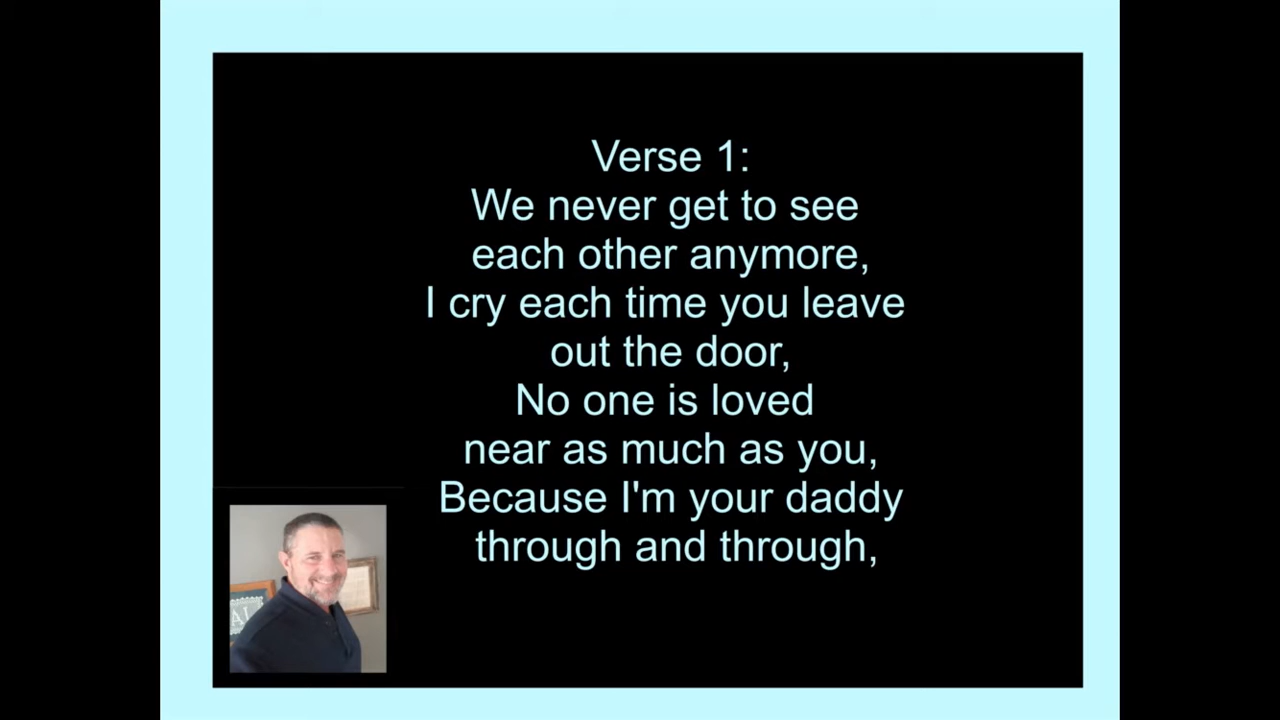 Verse 1:
We never get to see
each other anymore,
I cry each time you leave
out the door,
No one is loved
near as much as you,
Because I'm your daddy
through and through,